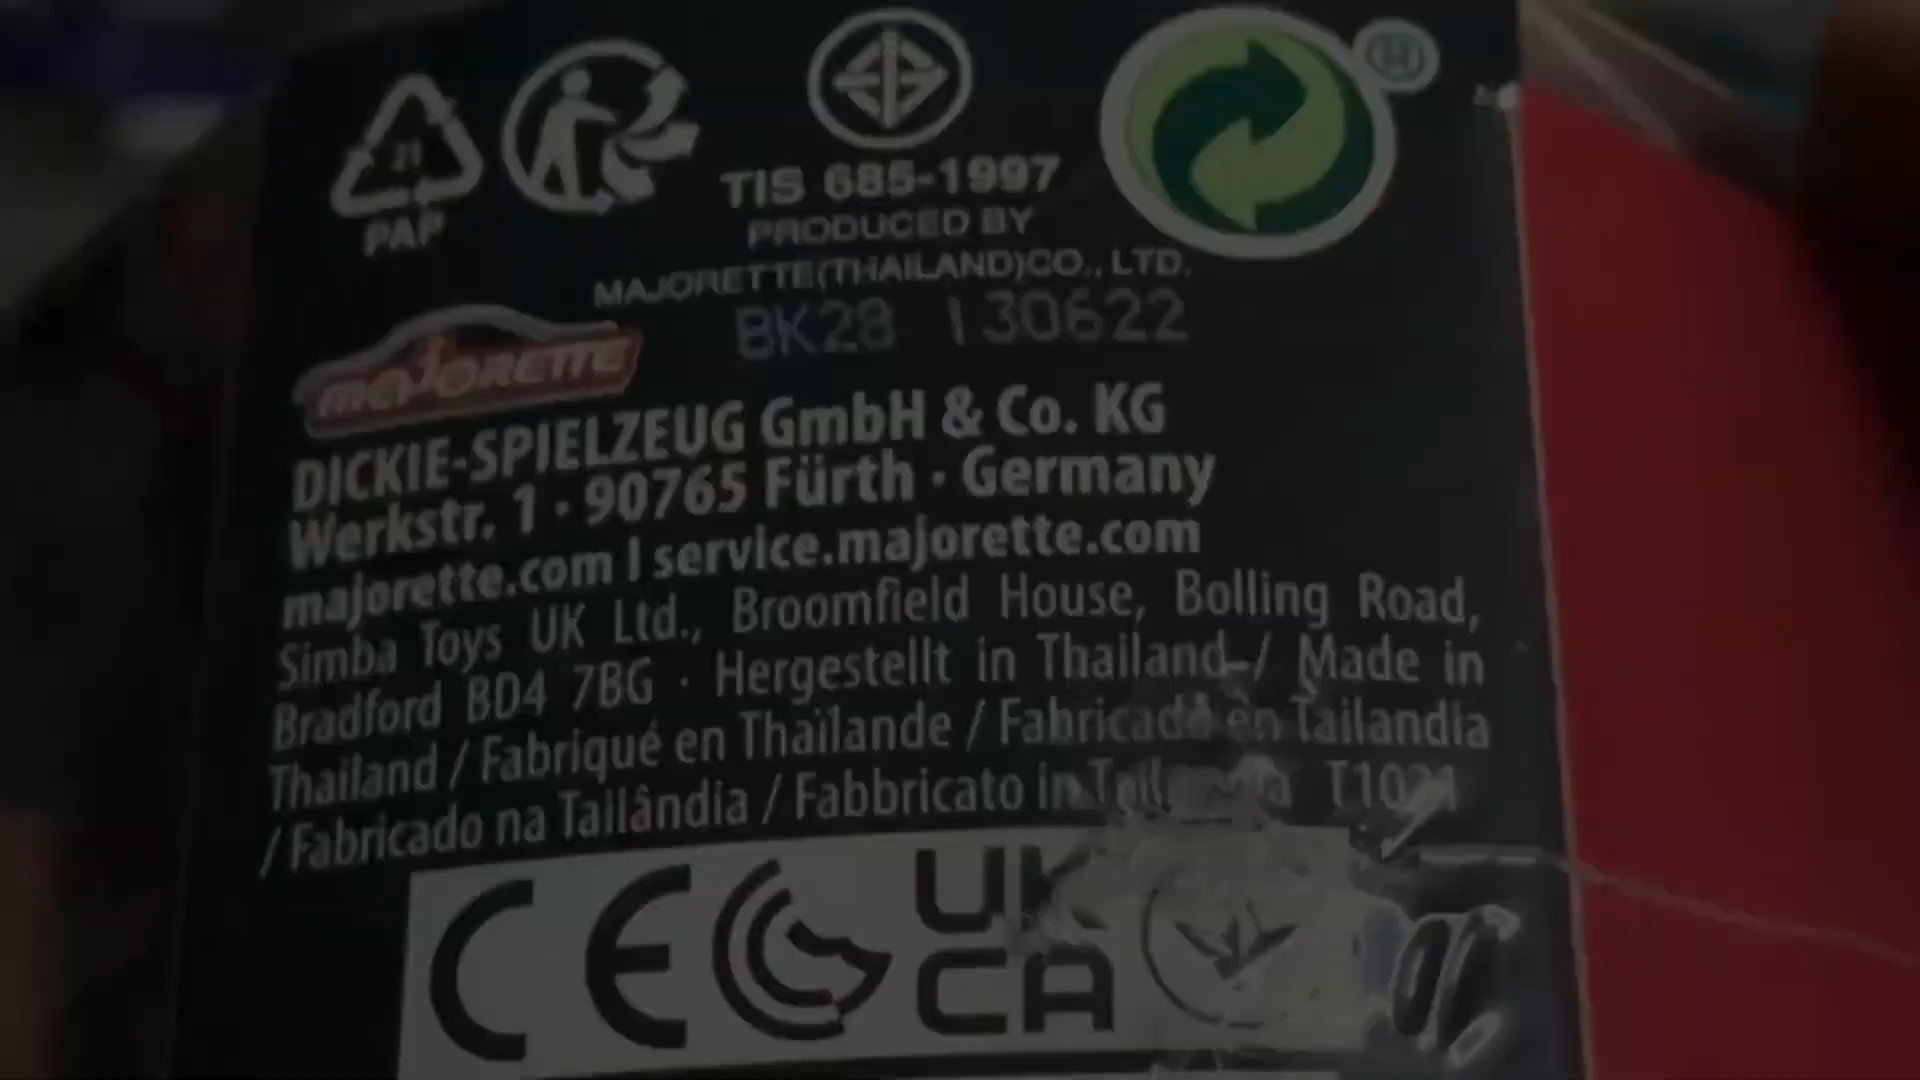 21
PAP
TIS 685-1997
PRODUCED BY
MAJORETTE(THAILAND)CO., LTD.
BK28 130622
majORETTE
DICKIE-SPIELZEUG GmbH & Co. KG
Werkstr. 1 · 90765 Fürth · Germany
majorette.com | service.majorette.com
Simba Toys UK Ltd., Broomfield House, Bolling Road,
Bradford BD4 7BG · Hergestellt in Thailand / Made in
Thailand / Fabriqué en Thaïlande / Fabricado en Tailandia
/ Fabricado na Tailândia / Fabbricato in T1021
CE UK
CA